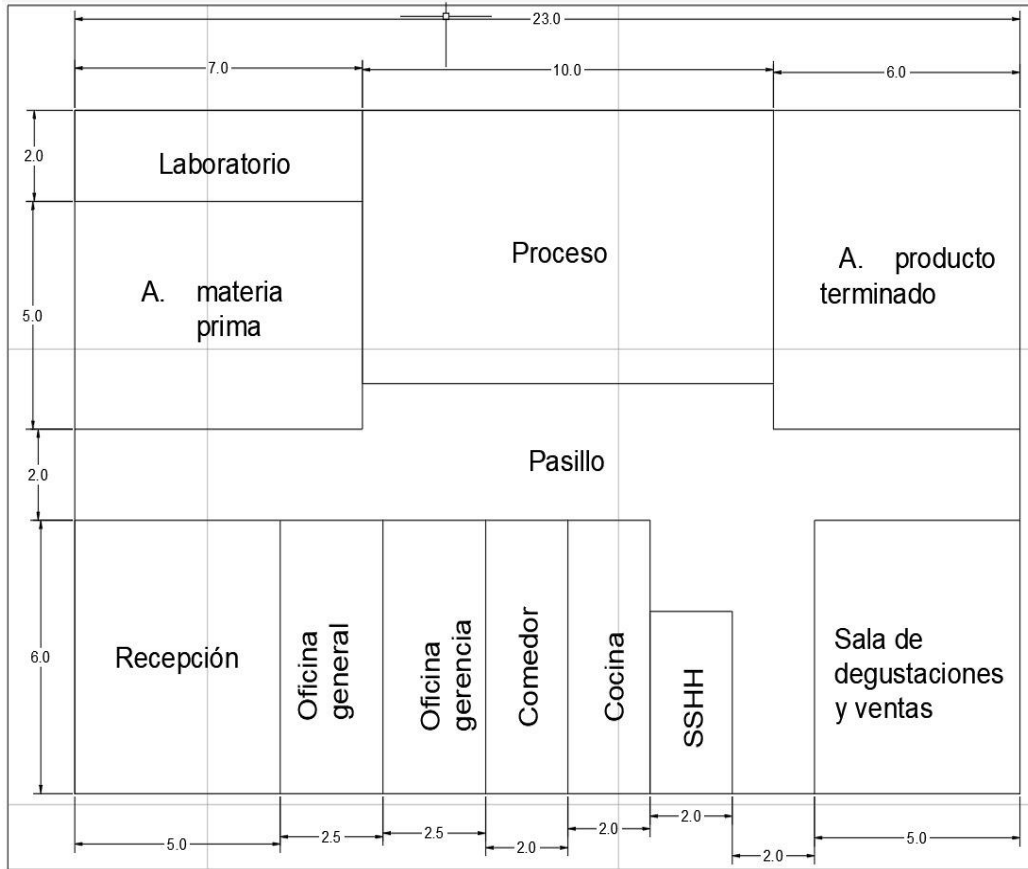 23.0
7.0
10.0
6.0
2.0
Laboratorio
Proceso
A. producto
terminado
A. materia
prima
5.0
Pasillo
2.0
Recepción
Oficina
general
Oficina
gerencia
Comedor
Cocina
SSHH
Sala de
degustaciones
y ventas
6.0
5.0
2.5
2.5
2.0
2.0
2.0
2.0
5.0